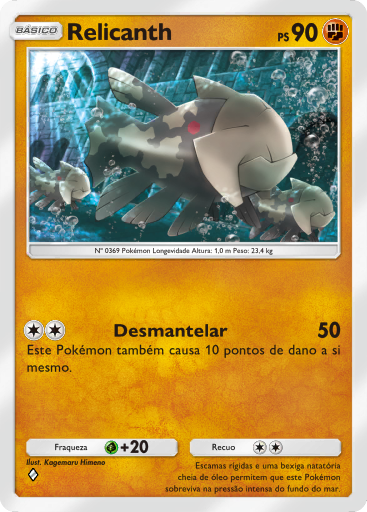 BÁSICO Relicanth PS 90
Nº 0369 Pokémon Longevidade Altura: 1,0 m Peso: 23,4 kg
Desmantelar 50
Este Pokémon também causa 10 pontos de dano a si
mesmo.
Fraqueza +20 Recuo
Ilust. Kagemaru Himeno
Escamas rígidas e uma bexiga natatória
cheia de óleo permitem que este Pokémon
sobreviva na pressão intensa do fundo do mar.